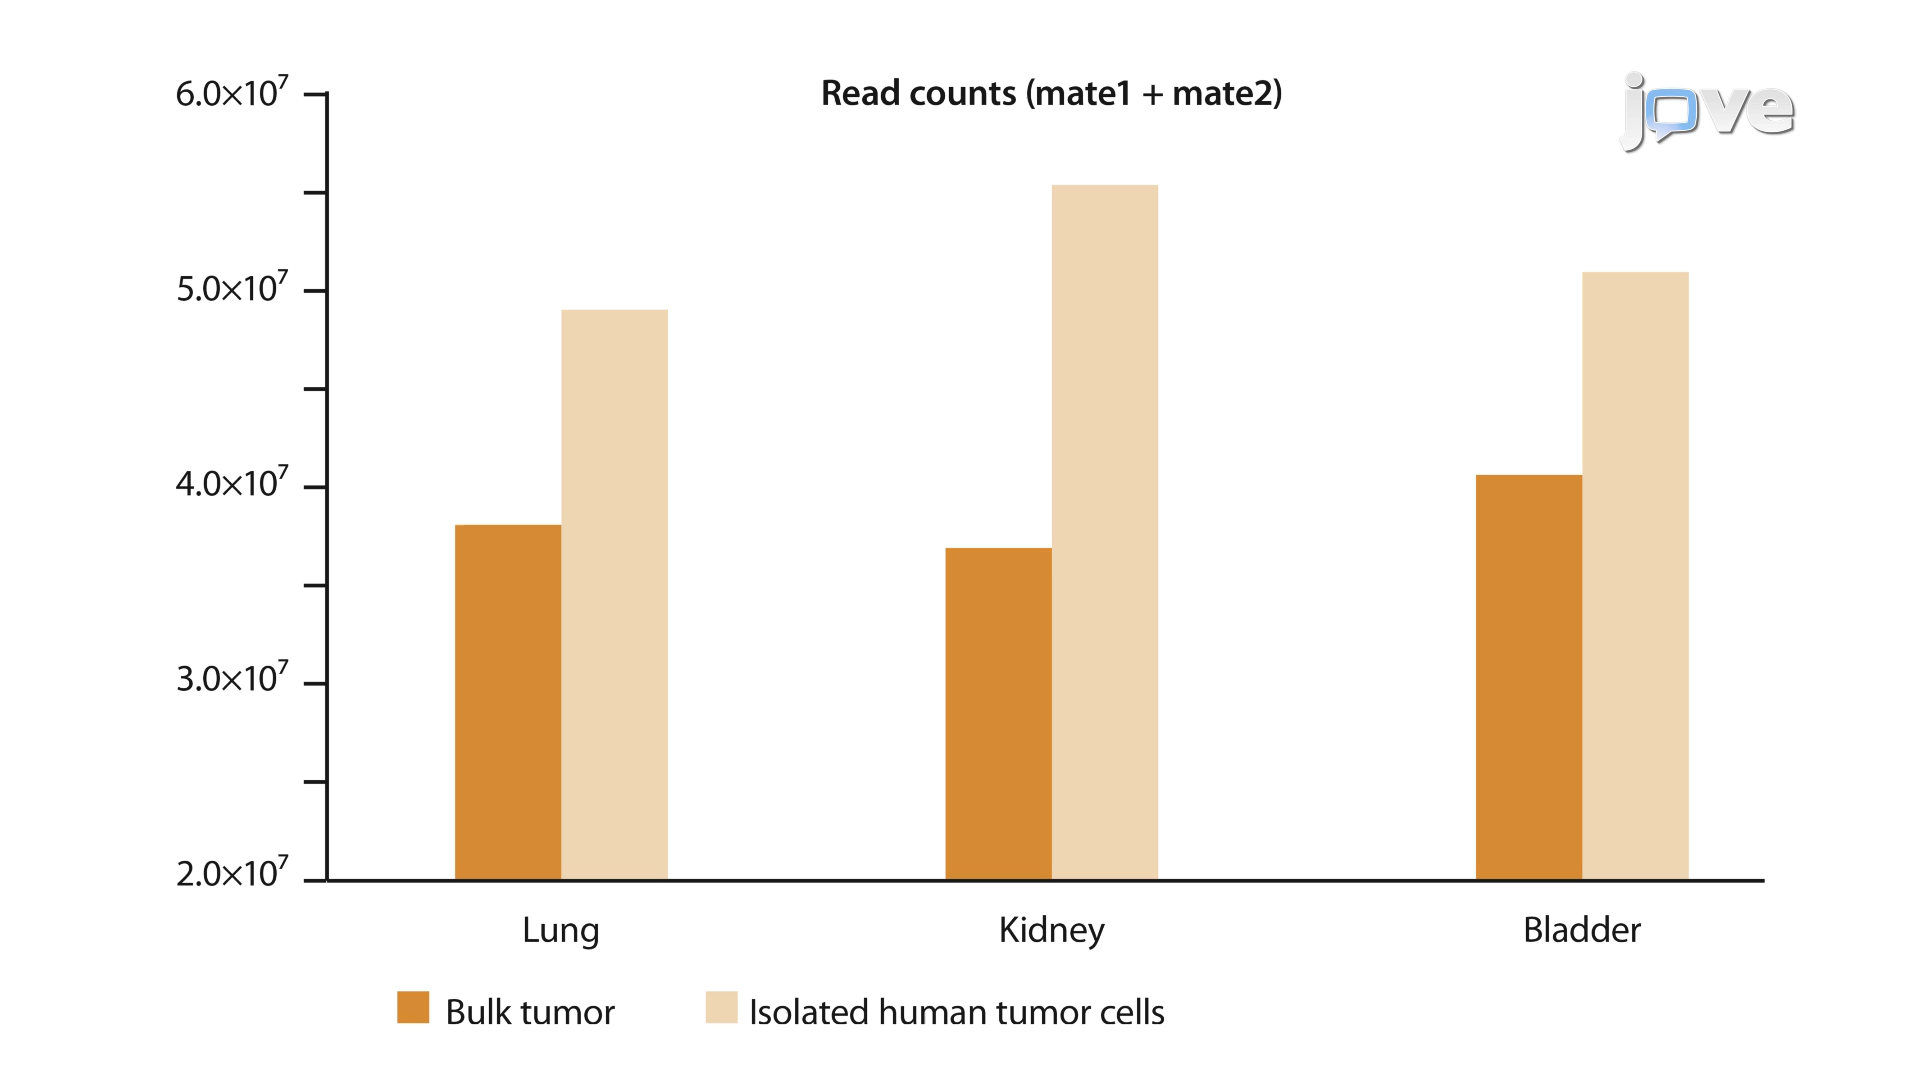 Read counts (mate1 + mate2)
jove
6.0×10⁷
5.0×10⁷
4.0×10⁷
3.0×10⁷
2.0×10⁷
Lung Kidney Bladder
Bulk tumor Isolated human tumor cells